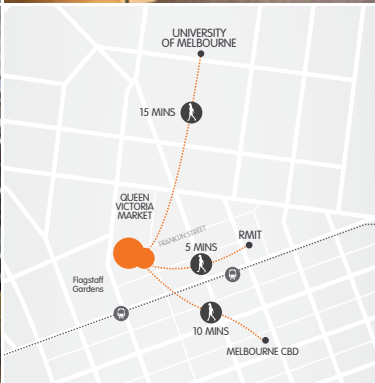 UNIVERSITY
OF MELBOURNE
15 MINS
QUEEN
VICTORIA
MARKET
FRANKLIN STREET
RMIT
5 MINS
Flagstaff
Gardens
10 MINS
MELBOURNE CBD